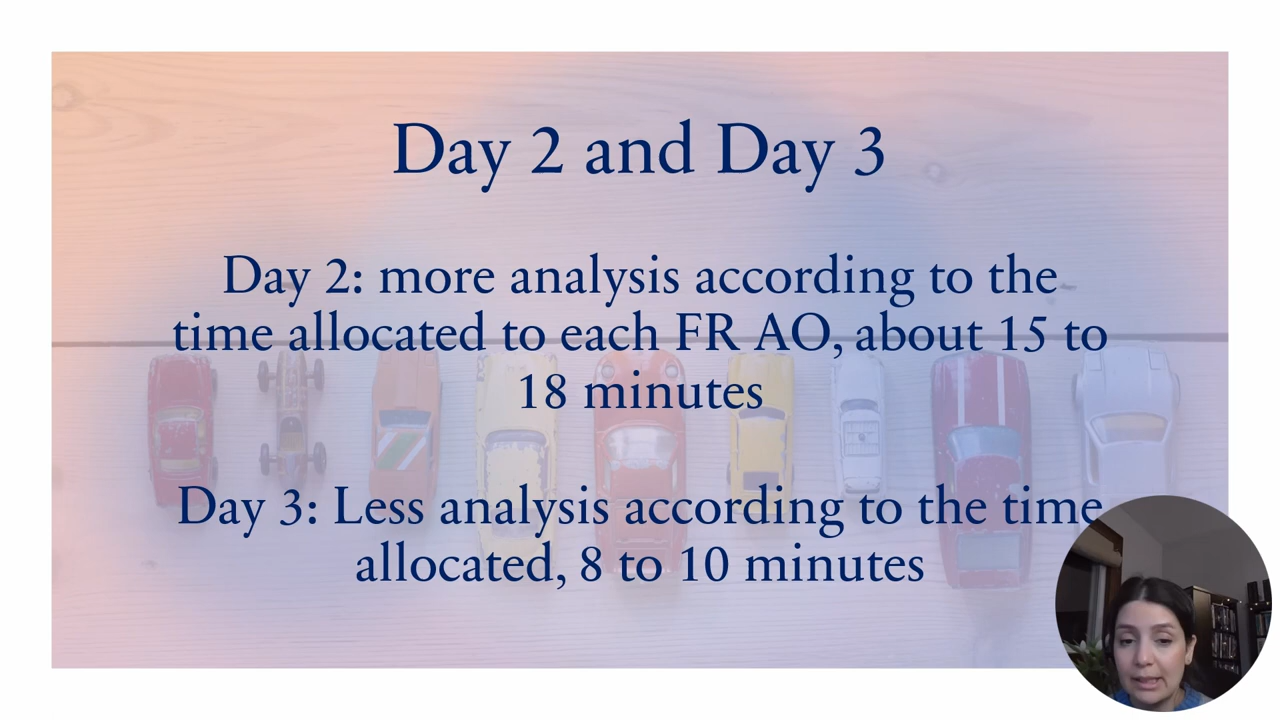 Day 2 and Day 3
Day 2: more analysis according to the
time allocated to each FR AO, about 15 to
18 minutes
Day 3: Less analysis according to the time
allocated, 8 to 10 minutes